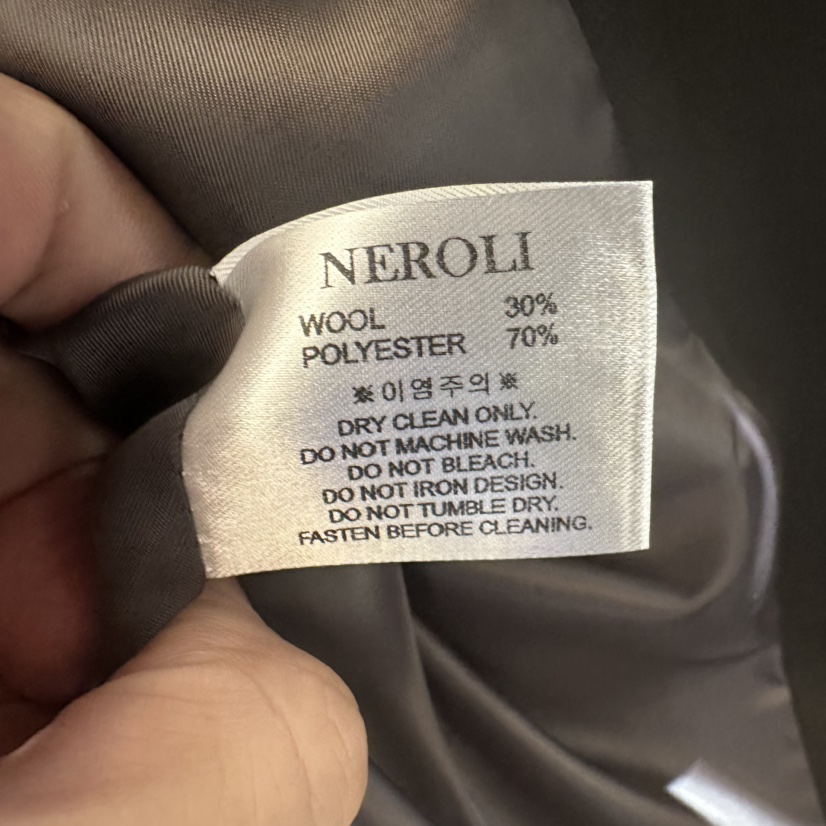 NEROLI
WOOL 30%
POLYESTER 70%
※이염주의※
DRY CLEAN ONLY.
DO NOT MACHINE WASH.
DO NOT BLEACH.
DO NOT IRON DESIGN.
DO NOT TUMBLE DRY.
FASTEN BEFORE CLEANING.